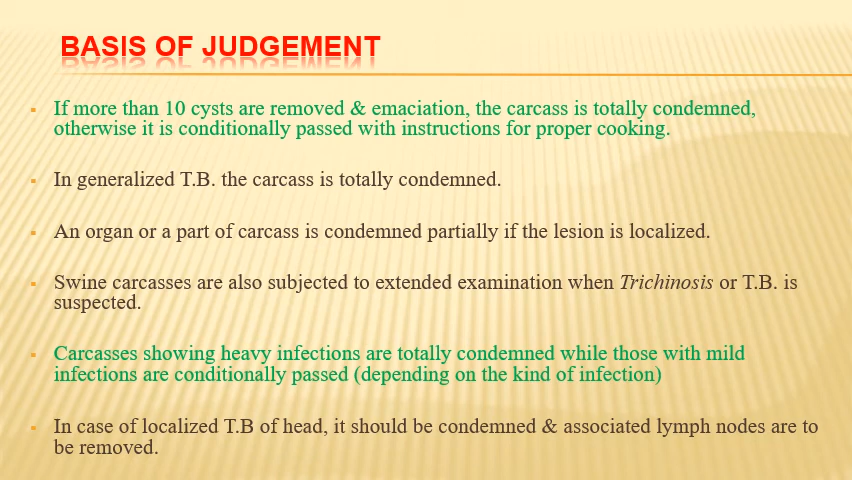 BASIS OF JUDGEMENT
If more than 10 cysts are removed & emaciation, the carcass is totally condemned,
otherwise it is conditionally passed with instructions for proper cooking.
In generalized T.B. the carcass is totally condemned.
An organ or a part of carcass is condemned partially if the lesion is localized.
Swine carcasses are also subjected to extended examination when Trichinosis or T.B. is
suspected.
Carcasses showing heavy infections are totally condemned while those with mild
infections are conditionally passed (depending on the kind of infection)
In case of localized T.B of head, it should be condemned & associated lymph nodes are to
be removed.